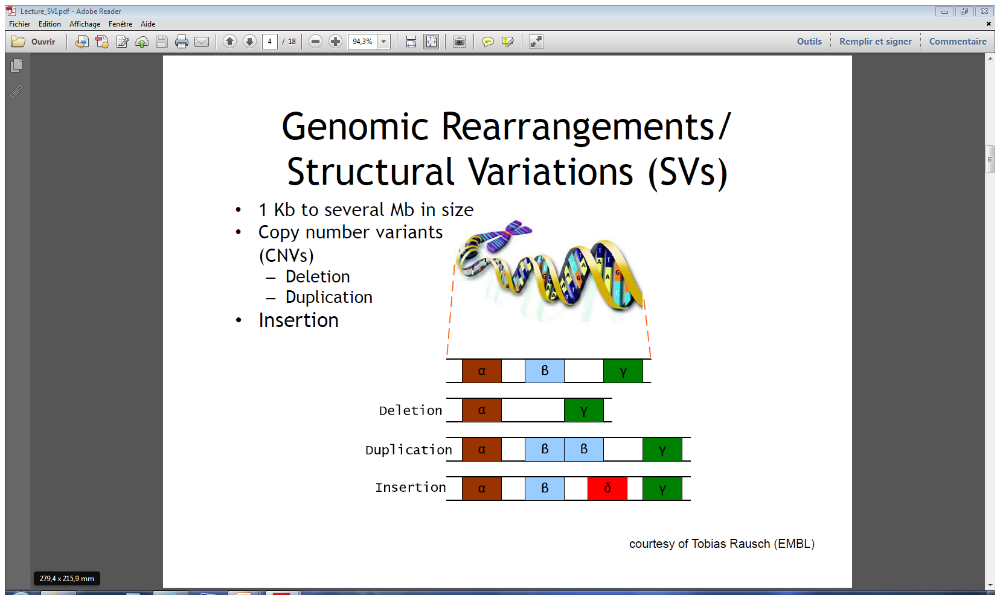 Lecture_SVI.pdf - Adobe Reader
Fichier Edition Affichage Fenêtre Aide
Ouvrir 4 / 18 94,3% Outils Remplir et signer Commentaire
Genomic Rearrangements/
Structural Variations (SVs)
• 1 Kb to several Mb in size
• Copy number variants
(CNVs)
– Deletion
– Duplication
• Insertion
α β γ
Deletion α γ
Duplication α β β γ
Insertion α β δ γ
courtesy of Tobias Rausch (EMBL)
279,4 x 215,9 mm